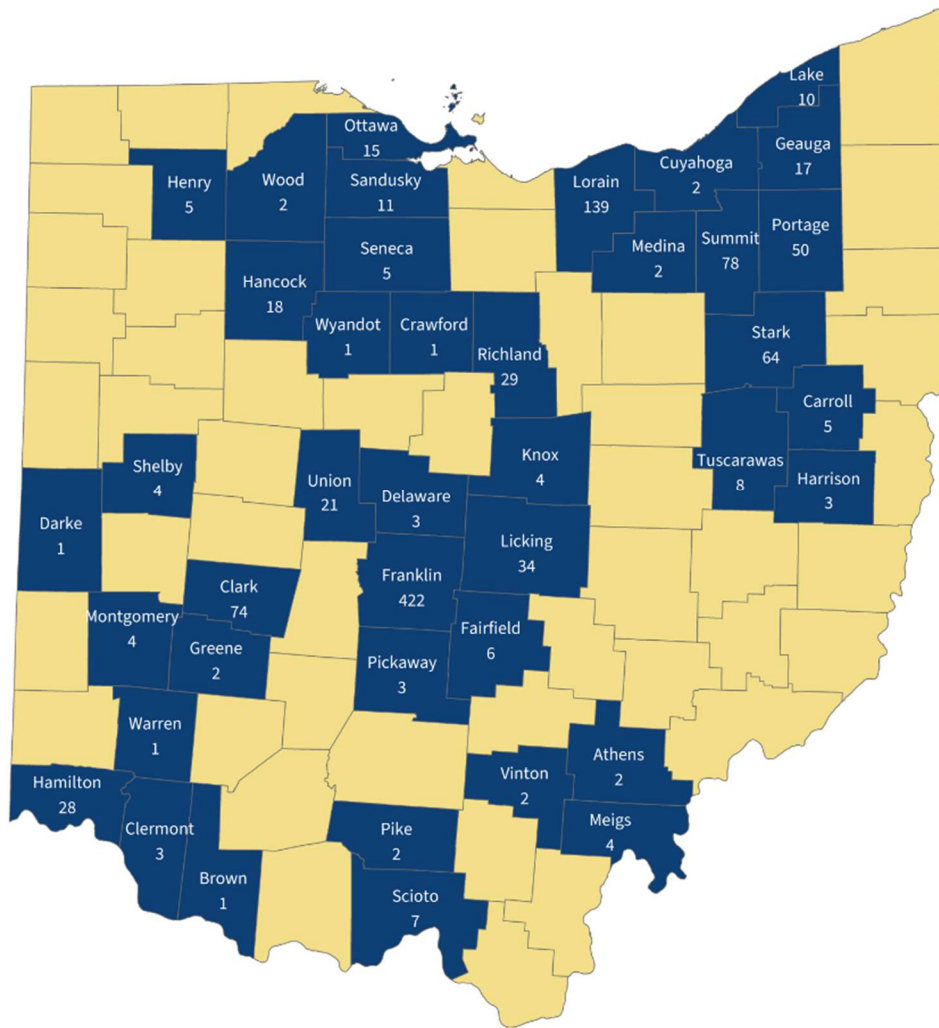 Lake
10
Ottawa
15
Geauga
17
Cuyahoga
2
Henry
5
Wood
2
Sandusky
11
Lorain
139
Portage
50
Summit
78
Medina
2
Seneca
5
Hancock
18
Wyandot
1
Crawford
1
Richland
29
Stark
64
Carroll
5
Knox
4
Tuscarawas
8
Harrison
3
Shelby
4
Union
21
Delaware
3
Darke
1
Licking
34
Franklin
422
Clark
74
Montgomery
4
Fairfield
6
Greene
2
Pickaway
3
Warren
1
Athens
2
Vinton
2
Hamilton
28
Clermont
3
Pike
2
Meigs
4
Brown
1
Scioto
7